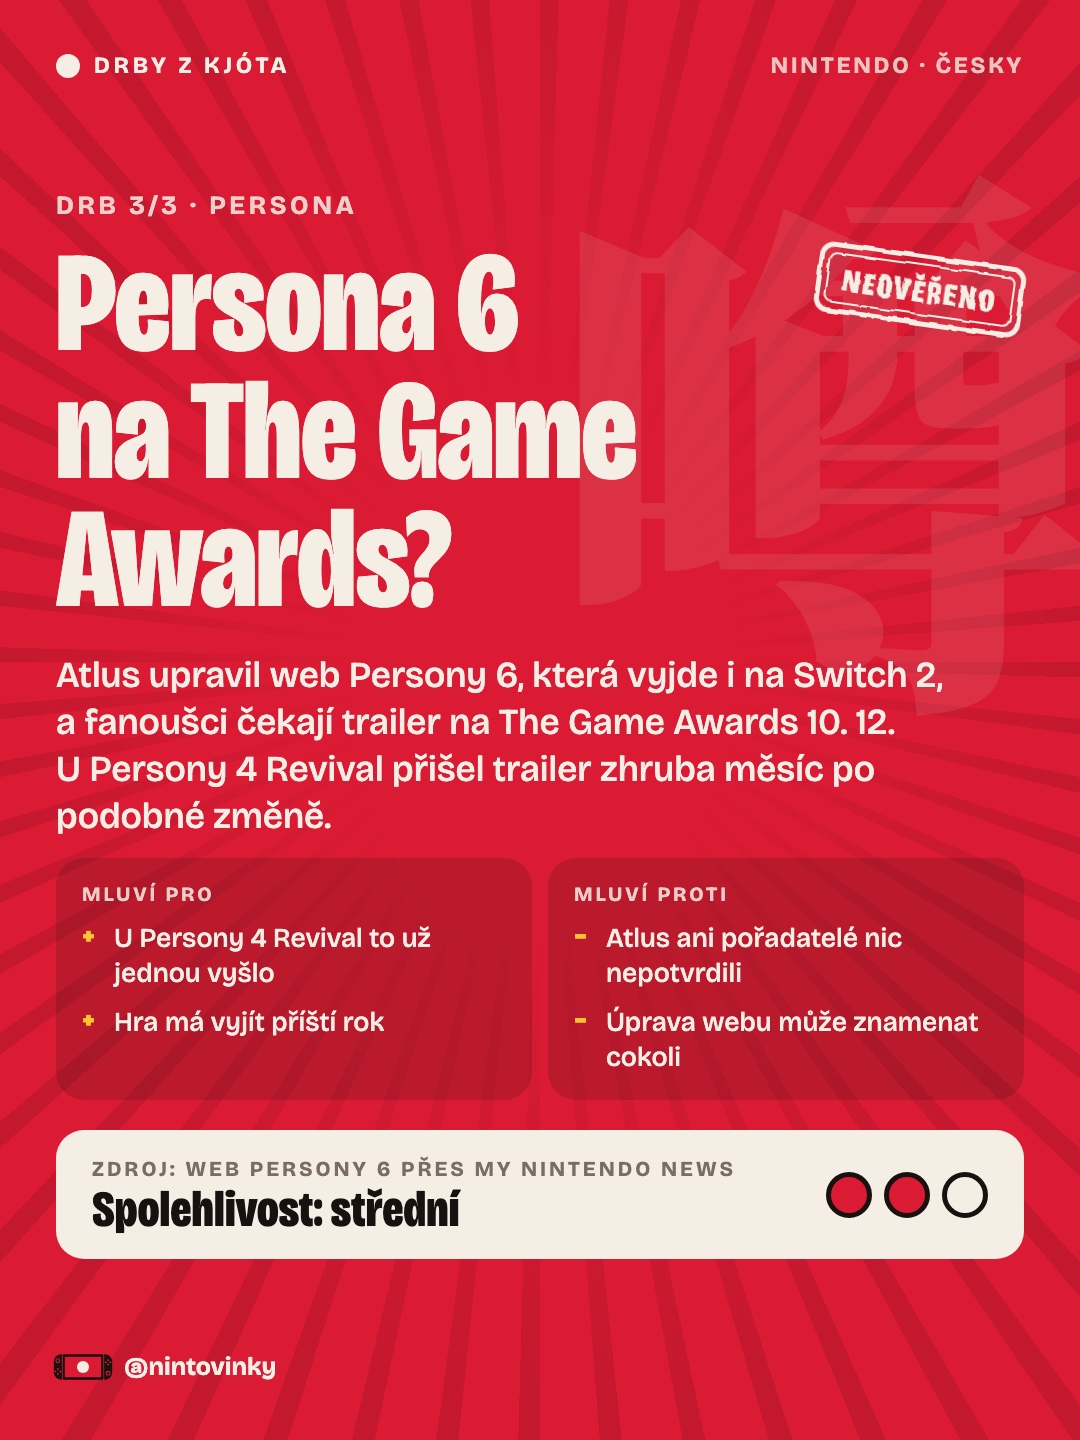 DRBY Z KJÓTA
NINTENDO · ČESKY
DRB 3/3 · PERSONA
噂
NEOVĚŘENO
Persona 6
na The Game
Awards?
Atlus upravil web Persony 6, která vyjde i na Switch 2,
a fanoušci čekají trailer na The Game Awards 10. 12.
U Persony 4 Revival přišel trailer zhruba měsíc po
podobné změně.
MLUVÍ PRO
+ U Persony 4 Revival to už
jednou vyšlo
+ Hra má vyjít příští rok
MLUVÍ PROTI
- Atlus ani pořadatelé nic
nepotvrdili
- Úprava webu může znamenat
cokoli
ZDROJ: WEB PERSONY 6 PŘES MY NINTENDO NEWS
Spolehlivost: střední
@nintovinky